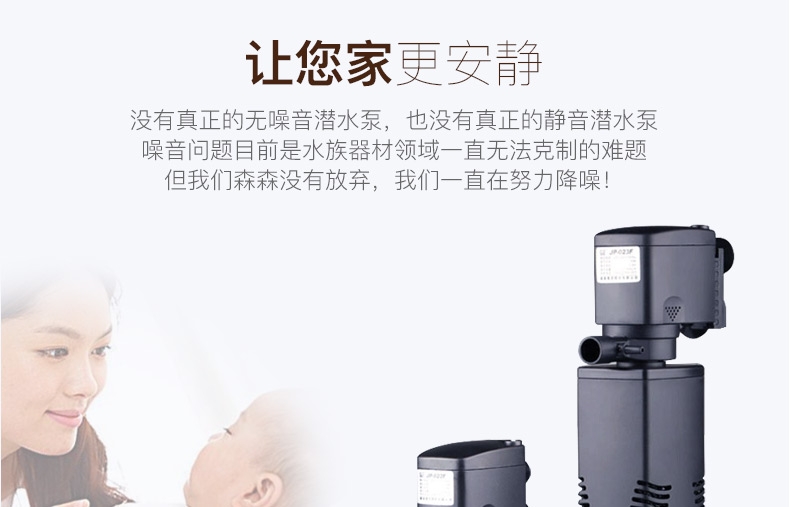 让您家更安静
没有真正的无噪音潜水泵，也没有真正的静音潜水泵
噪音问题目前是水族器材领域一直无法克制的难题
但我们森森没有放弃，我们一直在努力降噪！